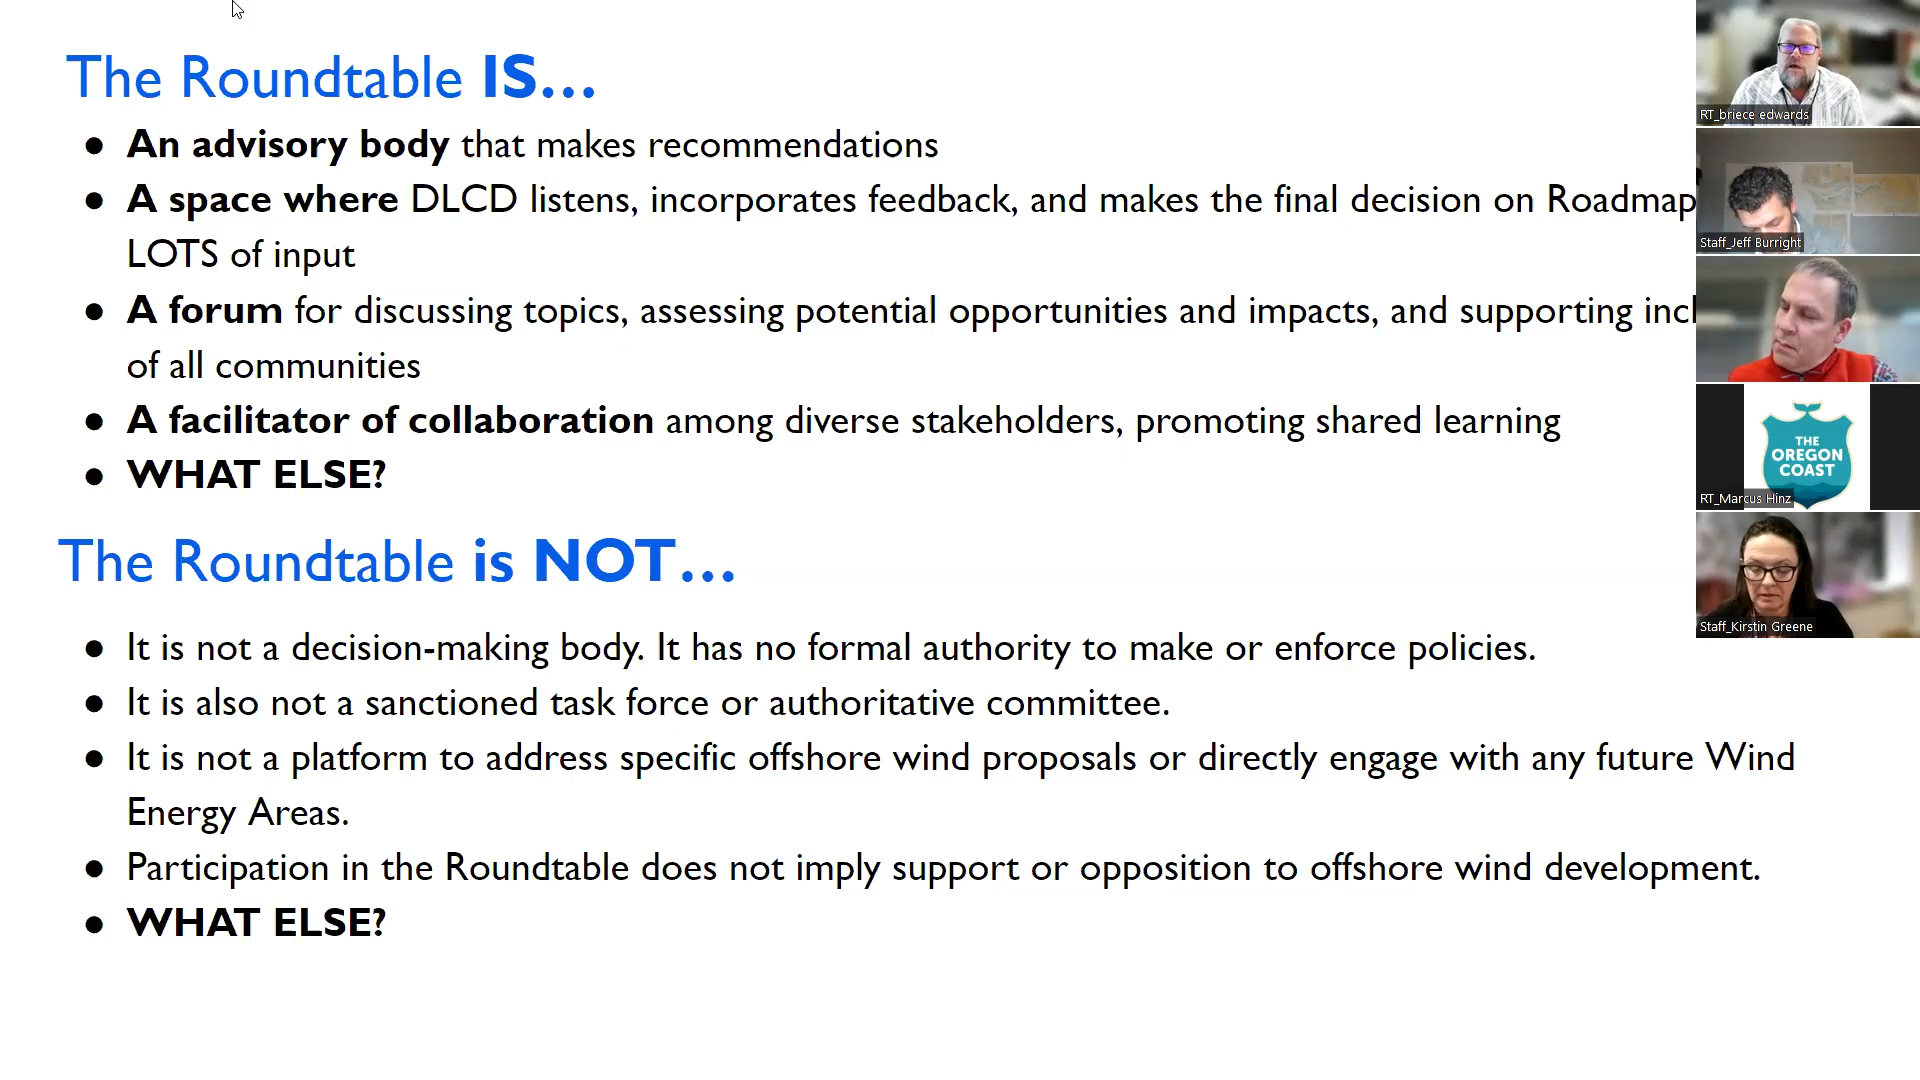 The Roundtable IS...
● An advisory body that makes recommendations
● A space where DLCD listens, incorporates feedback, and makes the final decision on Roadmap
LOTS of input
● A forum for discussing topics, assessing potential opportunities and impacts, and supporting incl
of all communities
● A facilitator of collaboration among diverse stakeholders, promoting shared learning
● WHAT ELSE?
The Roundtable is NOT...
● It is not a decision-making body. It has no formal authority to make or enforce policies.
● It is also not a sanctioned task force or authoritative committee.
● It is not a platform to address specific offshore wind proposals or directly engage with any future Wind
Energy Areas.
● Participation in the Roundtable does not imply support or opposition to offshore wind development.
● WHAT ELSE?
RT_briece edwards
Staff_Jeff Burright
THE
OREGON
COAST
RT_Marcus Hinz
Staff_Kirstin Greene